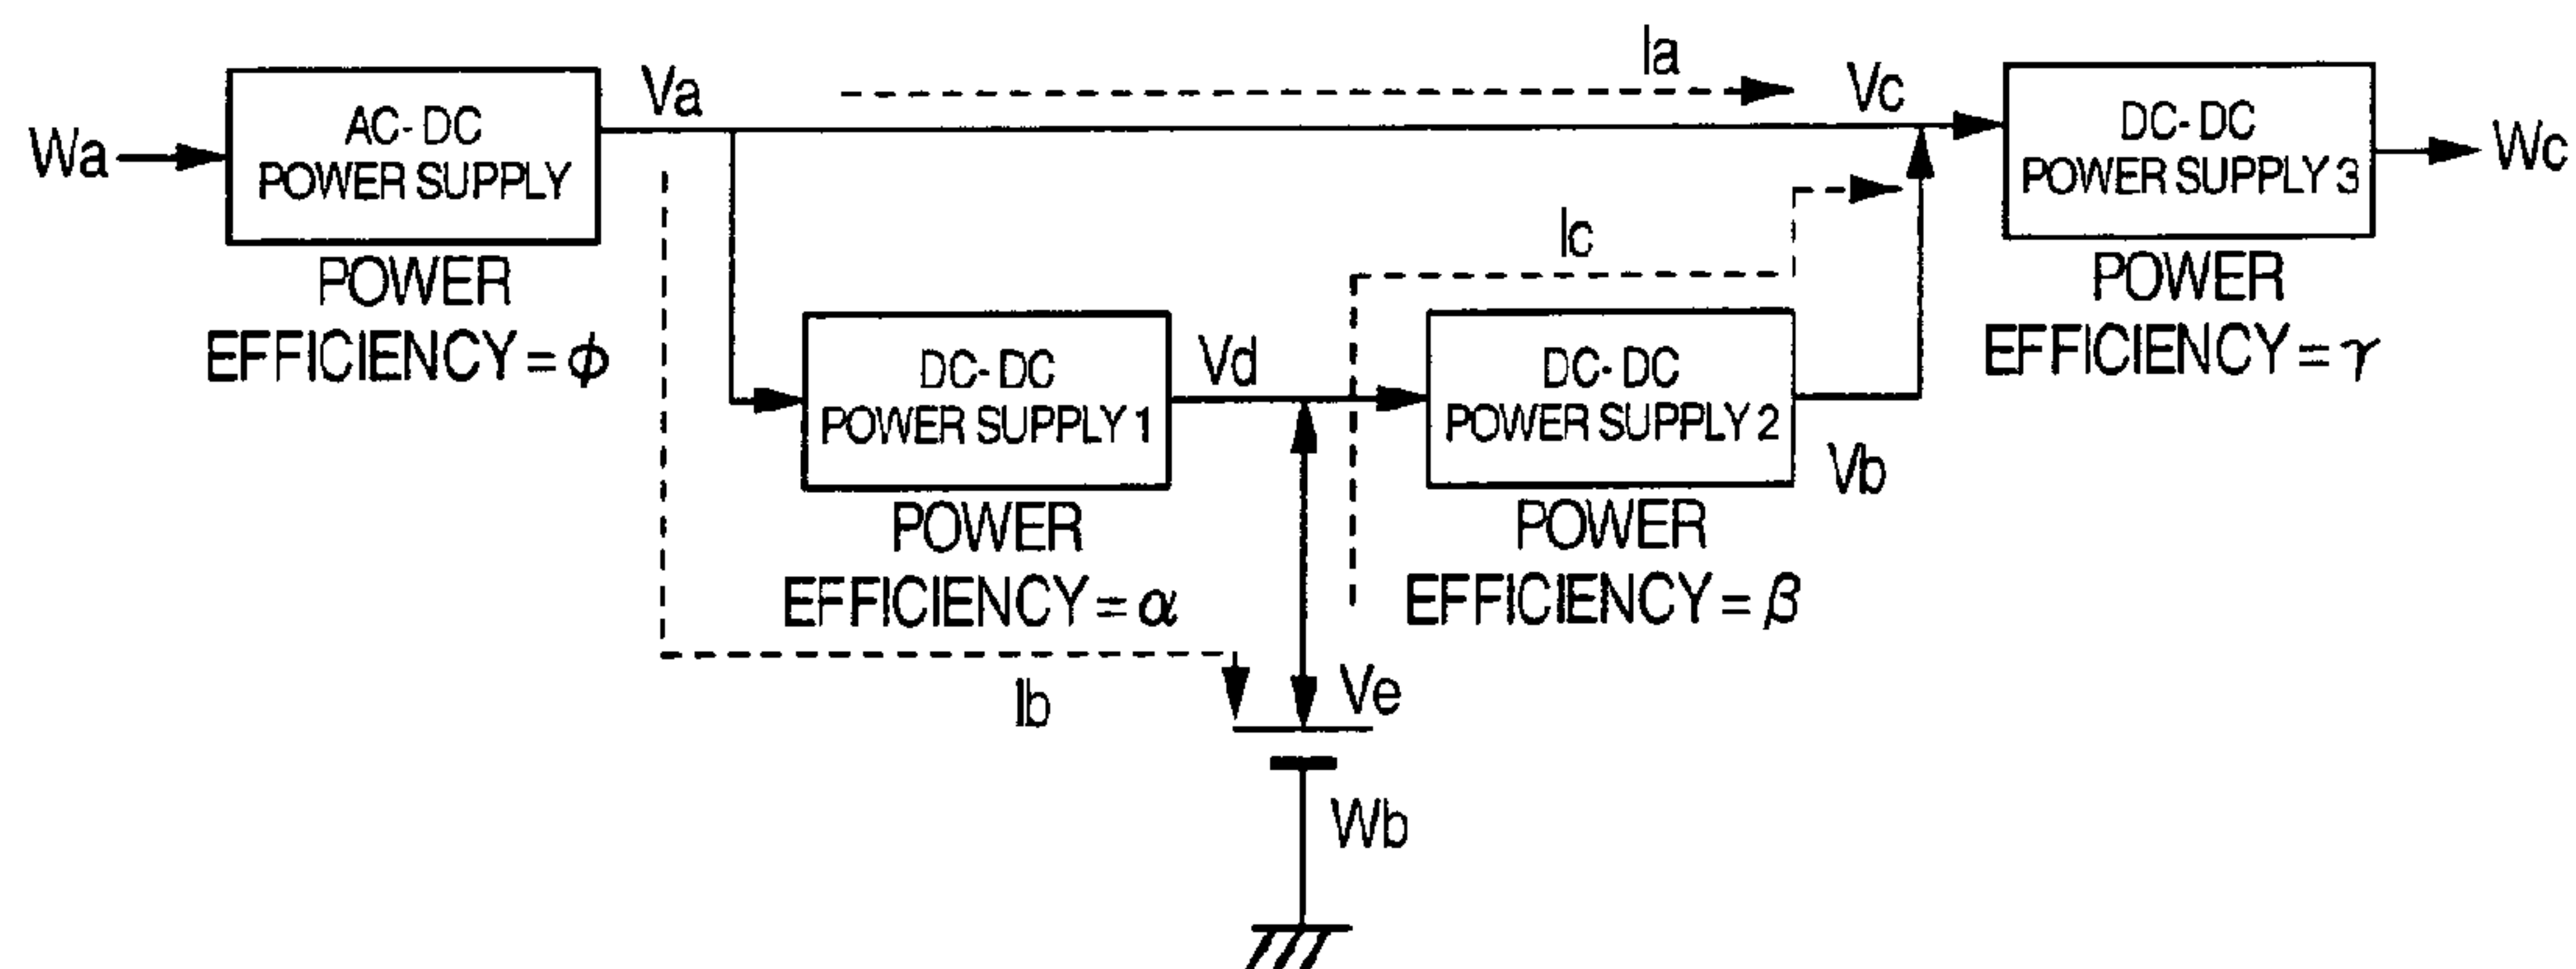 Wa
AC-DC
POWER SUPPLY
POWER
EFFICIENCY = ϕ
Va
Ia
Vc
DC-DC
POWER SUPPLY 3
POWER
EFFICIENCY = γ
Wc
Ic
DC-DC
POWER SUPPLY 1
POWER
EFFICIENCY = α
Vd
DC-DC
POWER SUPPLY 2
POWER
EFFICIENCY = β
Vb
Ib
Ve
Wb